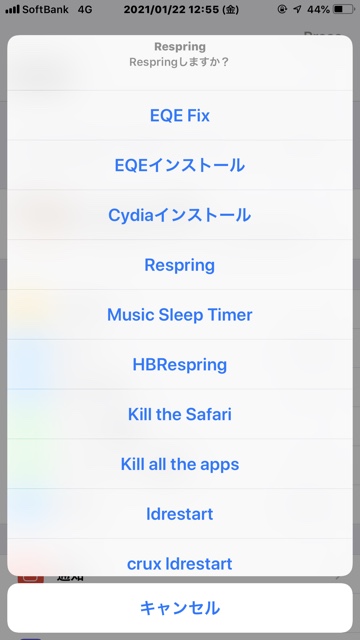 SoftBank 4G 2021/01/22 12:55 (金) 44%
Respring
Respringしますか？
EQE Fix
EQEインストール
Cydiaインストール
Respring
Music Sleep Timer
HBRespring
Kill the Safari
Kill all the apps
ldrestart
crux ldrestart
通知
キャンセル